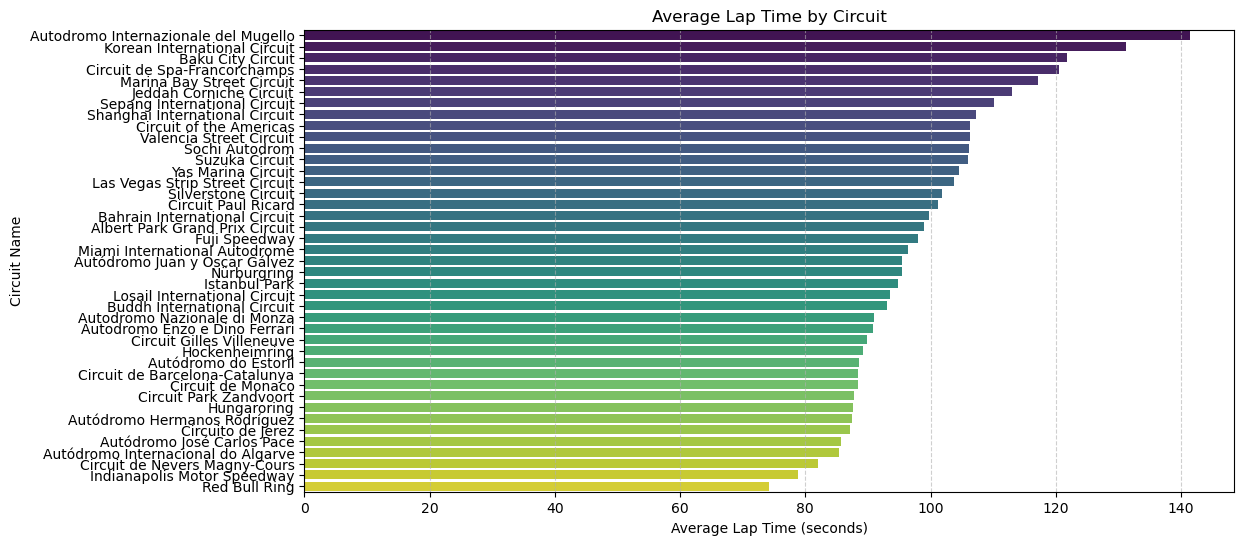 Average Lap Time by Circuit
Circuit Name
Autodromo Internazionale del Mugello
Korean International Circuit
Baku City Circuit
Circuit de Spa-Francorchamps
Marina Bay Street Circuit
Jeddah Corniche Circuit
Sepang International Circuit
Shanghai International Circuit
Circuit of the Americas
Valencia Street Circuit
Sochi Autodrom
Suzuka Circuit
Yas Marina Circuit
Las Vegas Strip Street Circuit
Silverstone Circuit
Circuit Paul Ricard
Bahrain International Circuit
Albert Park Grand Prix Circuit
Fuji Speedway
Miami International Autodrome
Autódromo Juan y Oscar Gálvez
Nürburgring
Istanbul Park
Losail International Circuit
Buddh International Circuit
Autodromo Nazionale di Monza
Autodromo Enzo e Dino Ferrari
Circuit Gilles Villeneuve
Hockenheimring
Autódromo do Estoril
Circuit de Barcelona-Catalunya
Circuit de Monaco
Circuit Park Zandvoort
Hungaroring
Autódromo Hermanos Rodríguez
Circuito de Jerez
Autódromo José Carlos Pace
Autódromo Internacional do Algarve
Circuit de Nevers Magny-Cours
Indianapolis Motor Speedway
Red Bull Ring
0 20 40 60 80 100 120 140
Average Lap Time (seconds)